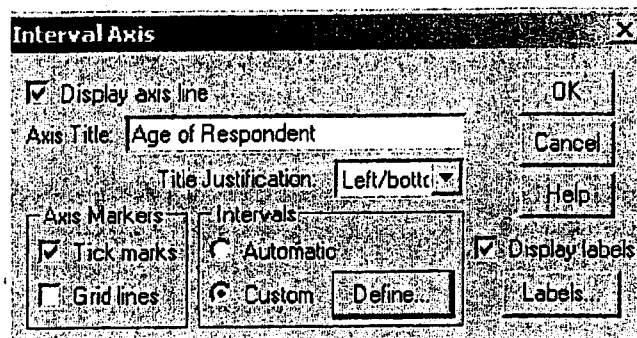 Interval Axis
Display axis line
OK
Axis Title: Age of Respondent
Cancel
Title Justification: Left/botto
Help
Axis Markers
Intervals
Tick marks
Automatic
Display labels
Grid lines
Custom
Define...
Labels...